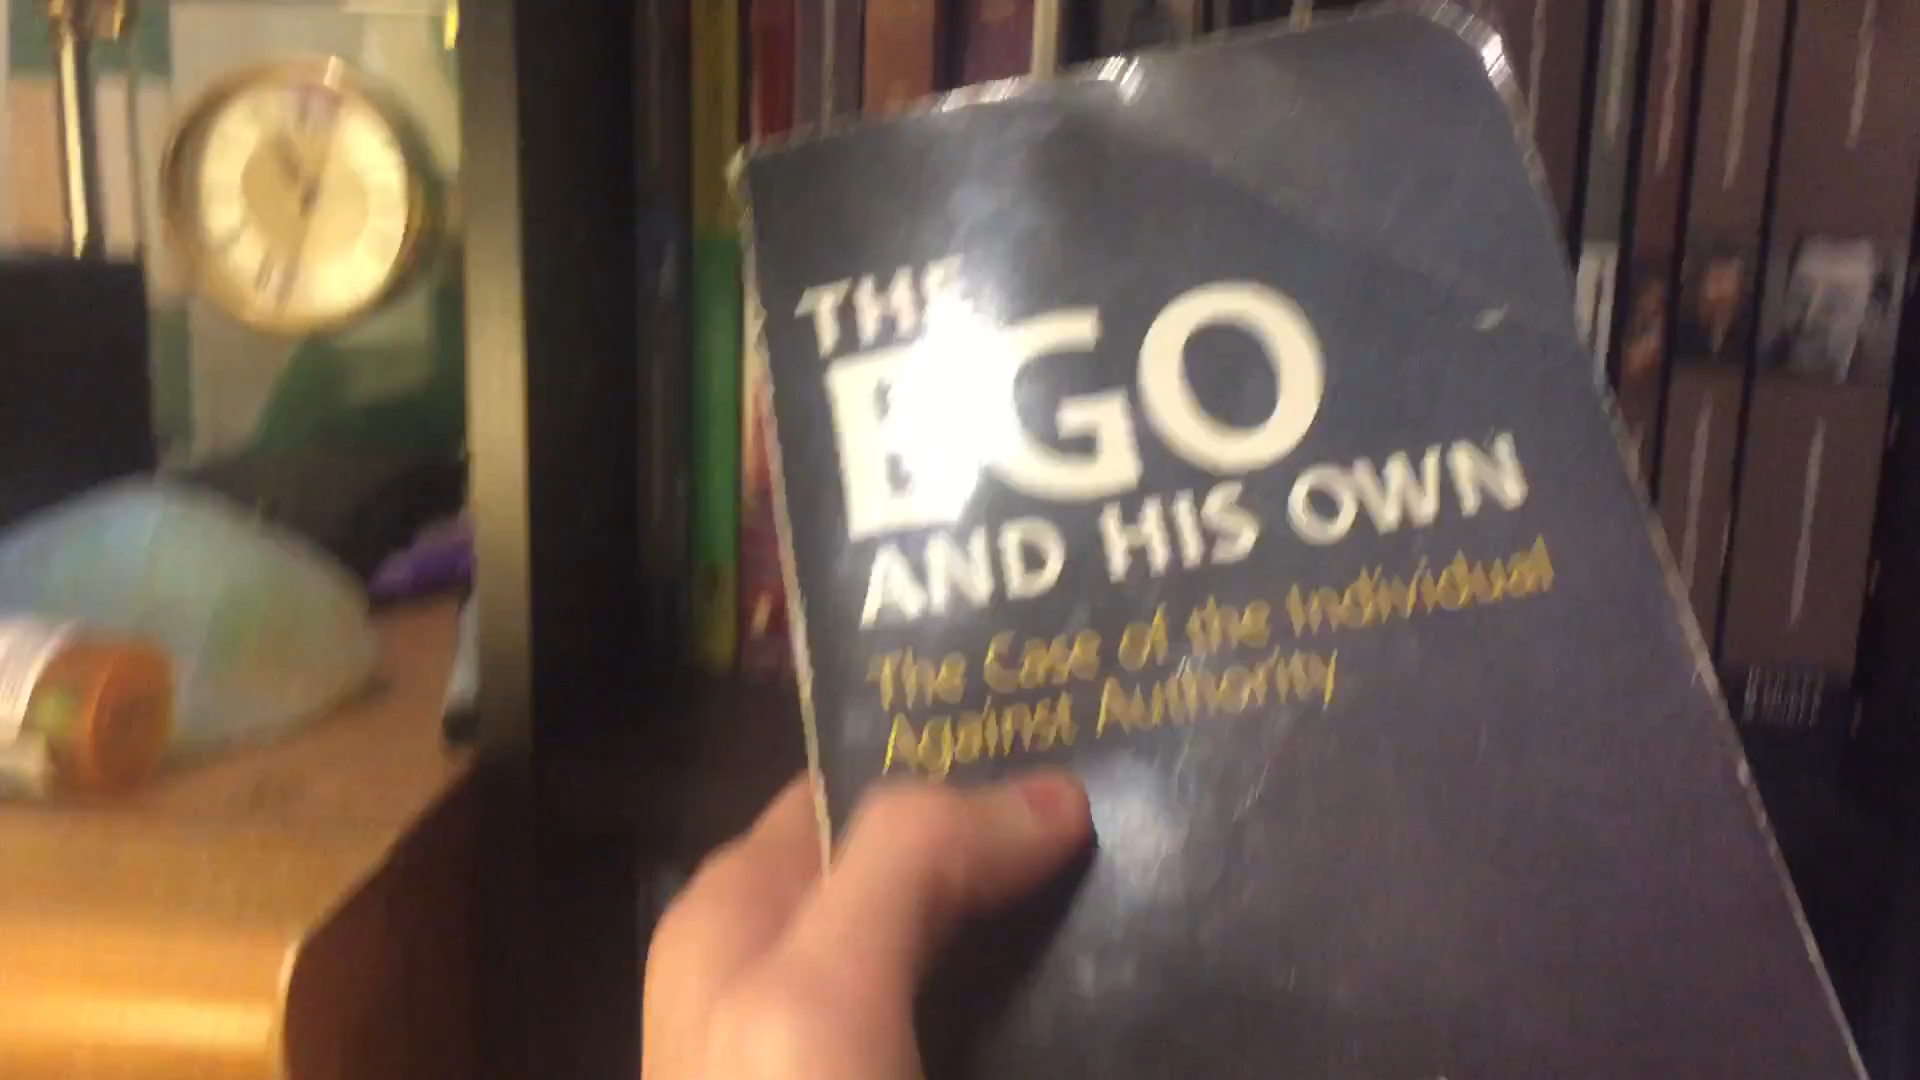 THE
EGO
AND HIS OWN
The Case of the Individual
Against Authority